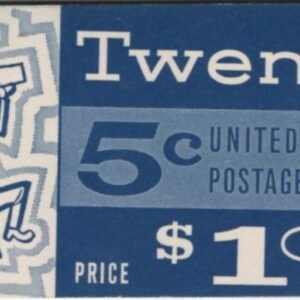 Twen
5c UNITED
POSTAGE
PRICE $1